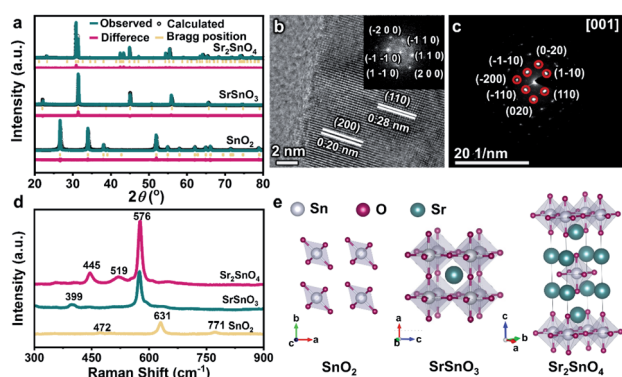 a
Observed Calculated
Differece Bragg position
Sr2SnO4
SrSnO3
SnO2
Intensity (a.u.)
20 30 40 50 60 70 80
2θ (°)
b
(-2 0 0)
(-1 1 0)
(1 1 0)
(-1 -1 0)
(1 -1 0)
(2 0 0)
(110)
0.28 nm
(200)
0.20 nm
2 nm
c
[001]
(0-20)
(-1-10)
(1-10)
(-200)
(-110)
(110)
(020)
20 1/nm
d
576
445
519
Sr2SnO4
399
SrSnO3
472
631
771 SnO2
Intensity (a.u.)
300 400 500 600 700 800 900
Raman Shift (cm-1)
e
Sn O Sr
b
c a
SnO2
a
b c
SrSnO3
c
b
a
Sr2SnO4